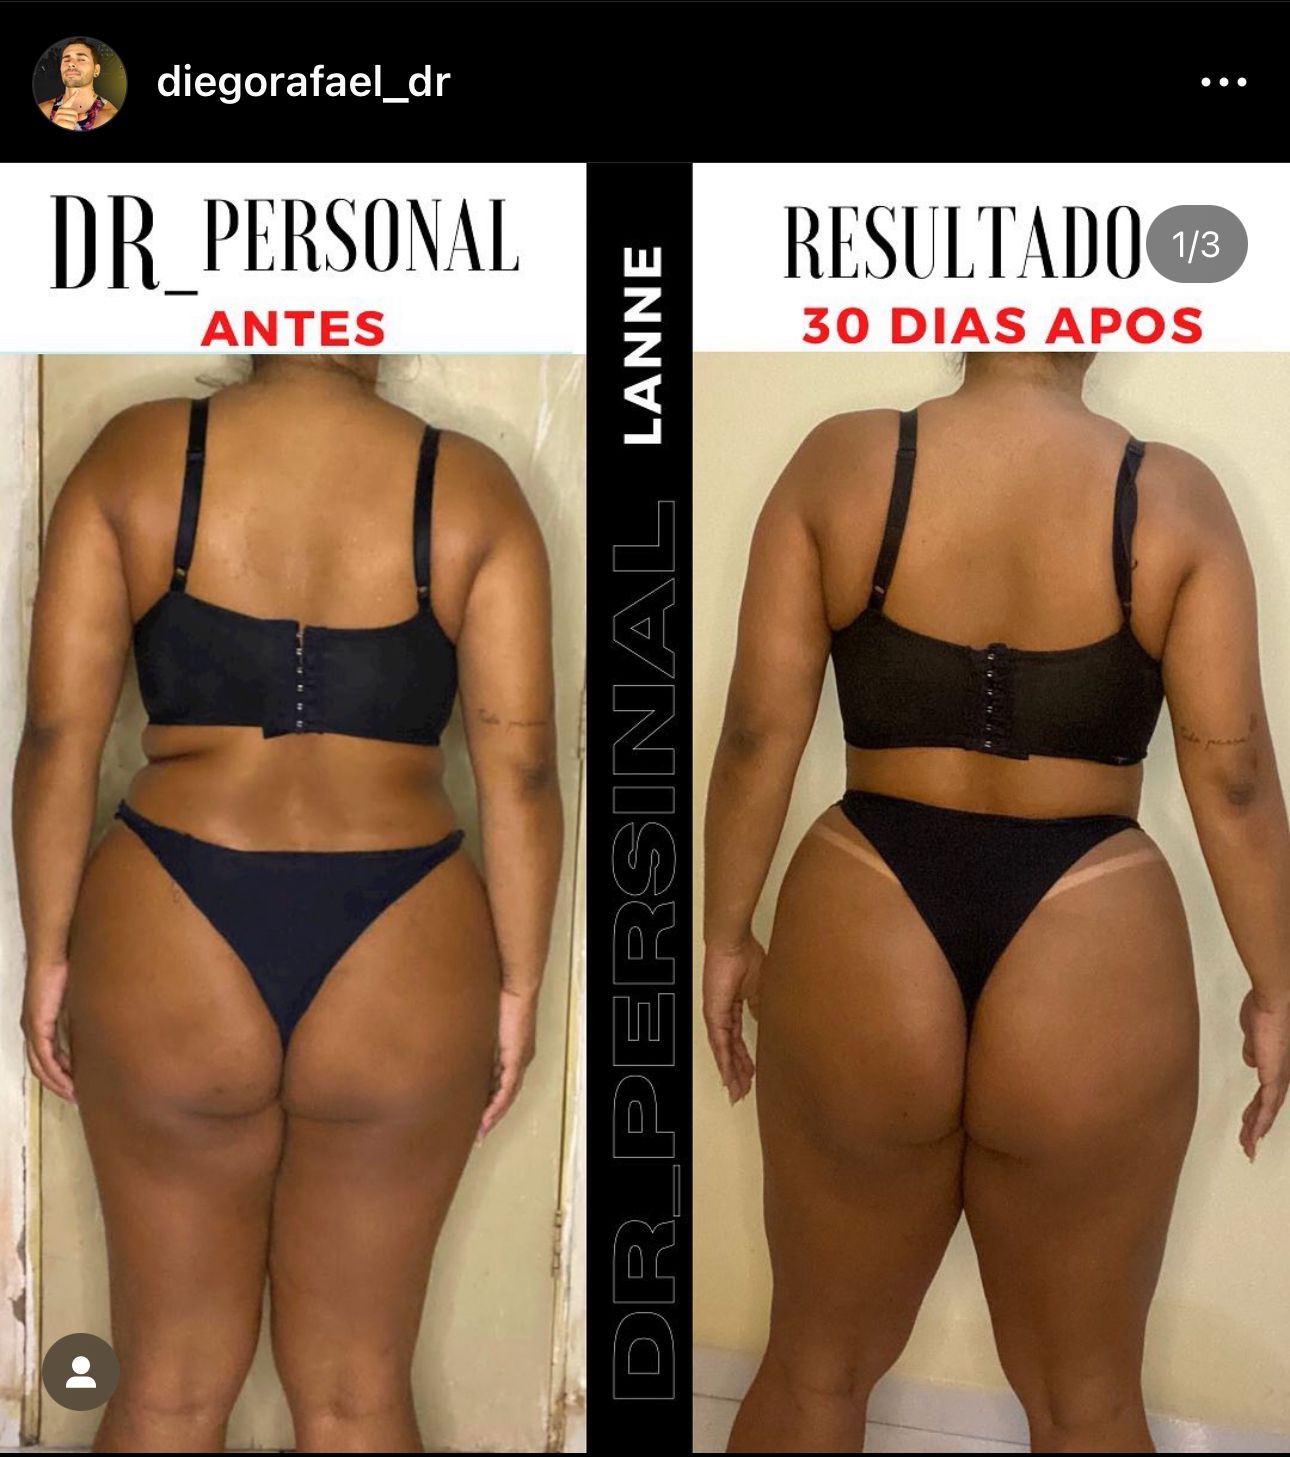 diegorafael_dr
DR_PERSONAL
ANTES
LANNE
DR_PERSINAL
RESULTADO
1/3
30 DIAS APOS